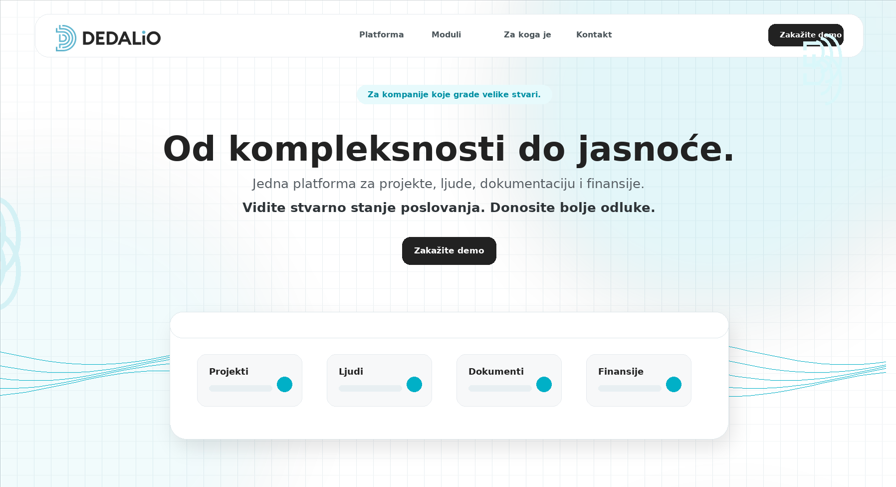 DEDALiO
Platforma
Moduli
Za koga je
Kontakt
Zakažite demo
Za kompanije koje grade velike stvari.
Od kompleksnosti do jasnoće.
Jedna platforma za projekte, ljude, dokumentaciju i finansije.
Vidite stvarno stanje poslovanja. Donosite bolje odluke.
Zakažite demo
Projekti
Ljudi
Dokumenti
Finansije